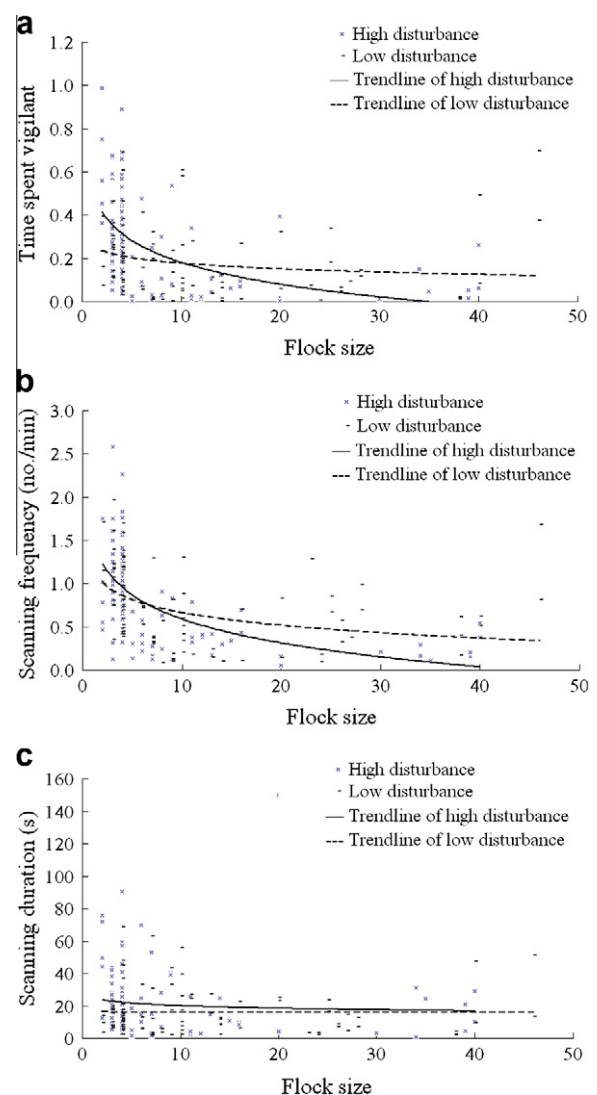 a
High disturbance
Low disturbance
Trendline of high disturbance
Trendline of low disturbance
Time spent vigilant
1.2
1.0
0.8
0.6
0.4
0.2
0.0
0 10 20 30 40 50
Flock size
b
High disturbance
Low disturbance
Trendline of high disturbance
Trendline of low disturbance
Scanning frequency (no./min)
3.0
2.5
2.0
1.5
1.0
0.5
0.0
0 10 20 30 40 50
Flock size
c
High disturbance
Low disturbance
Trendline of high disturbance
Trendline of low disturbance
Scanning duration (s)
160
140
120
100
80
60
40
20
0
0 10 20 30 40 50
Flock size